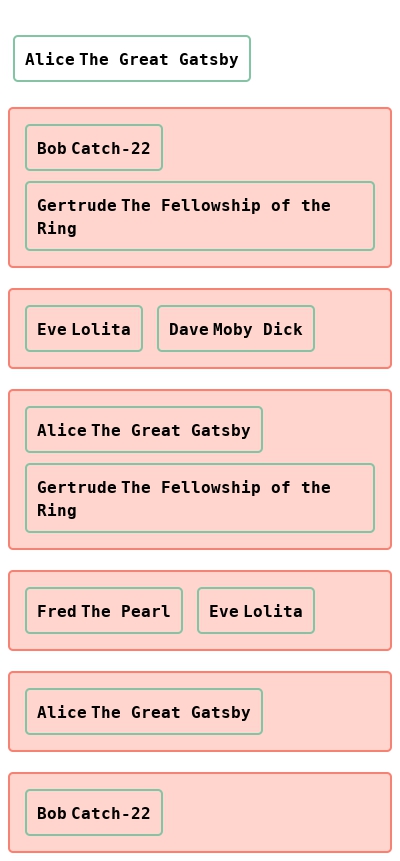 Alice The Great Gatsby
Bob Catch-22
Gertrude The Fellowship of the
Ring
Eve Lolita Dave Moby Dick
Alice The Great Gatsby
Gertrude The Fellowship of the
Ring
Fred The Pearl Eve Lolita
Alice The Great Gatsby
Bob Catch-22